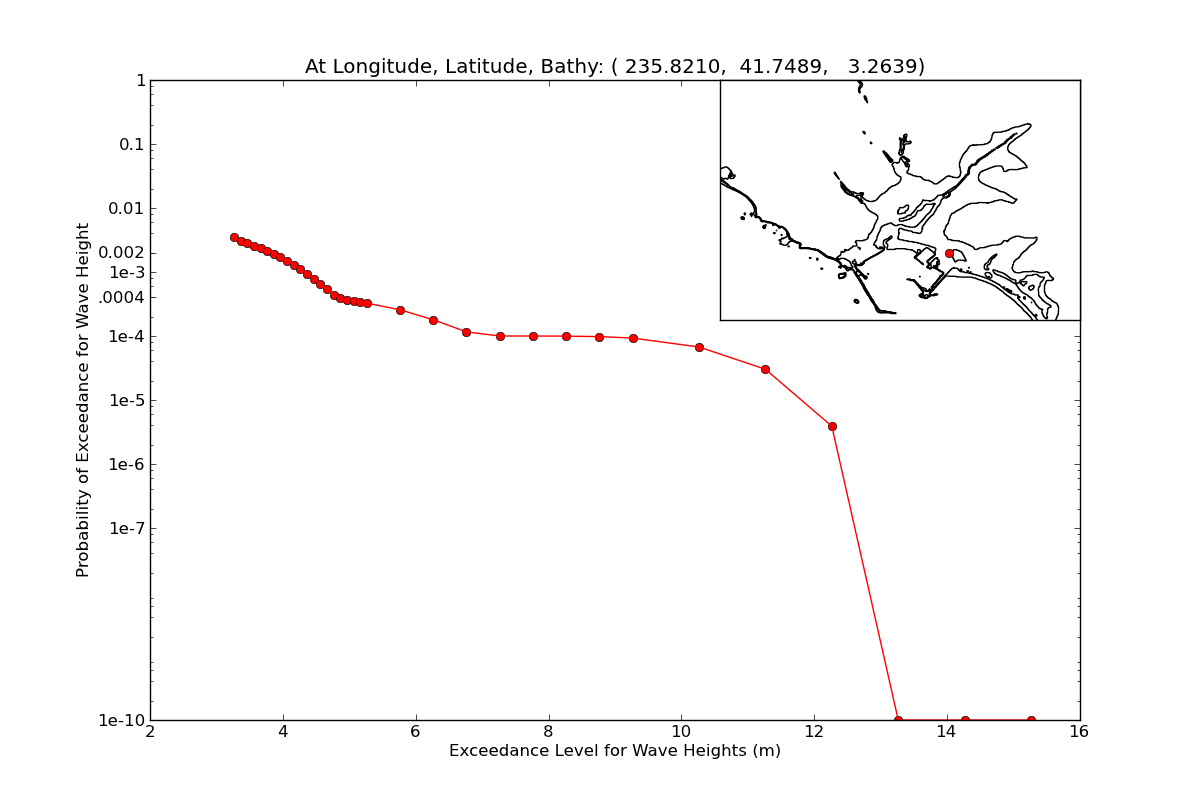 At Longitude, Latitude, Bathy: ( 235.8210, 41.7489, 3.2639)
1
0.1
0.01
0.002
1e-3
.0004
1e-4
1e-5
1e-6
1e-7
1e-10
Probability of Exceedance for Wave Height
2 4 6 8 10 12 14 16
Exceedance Level for Wave Heights (m)